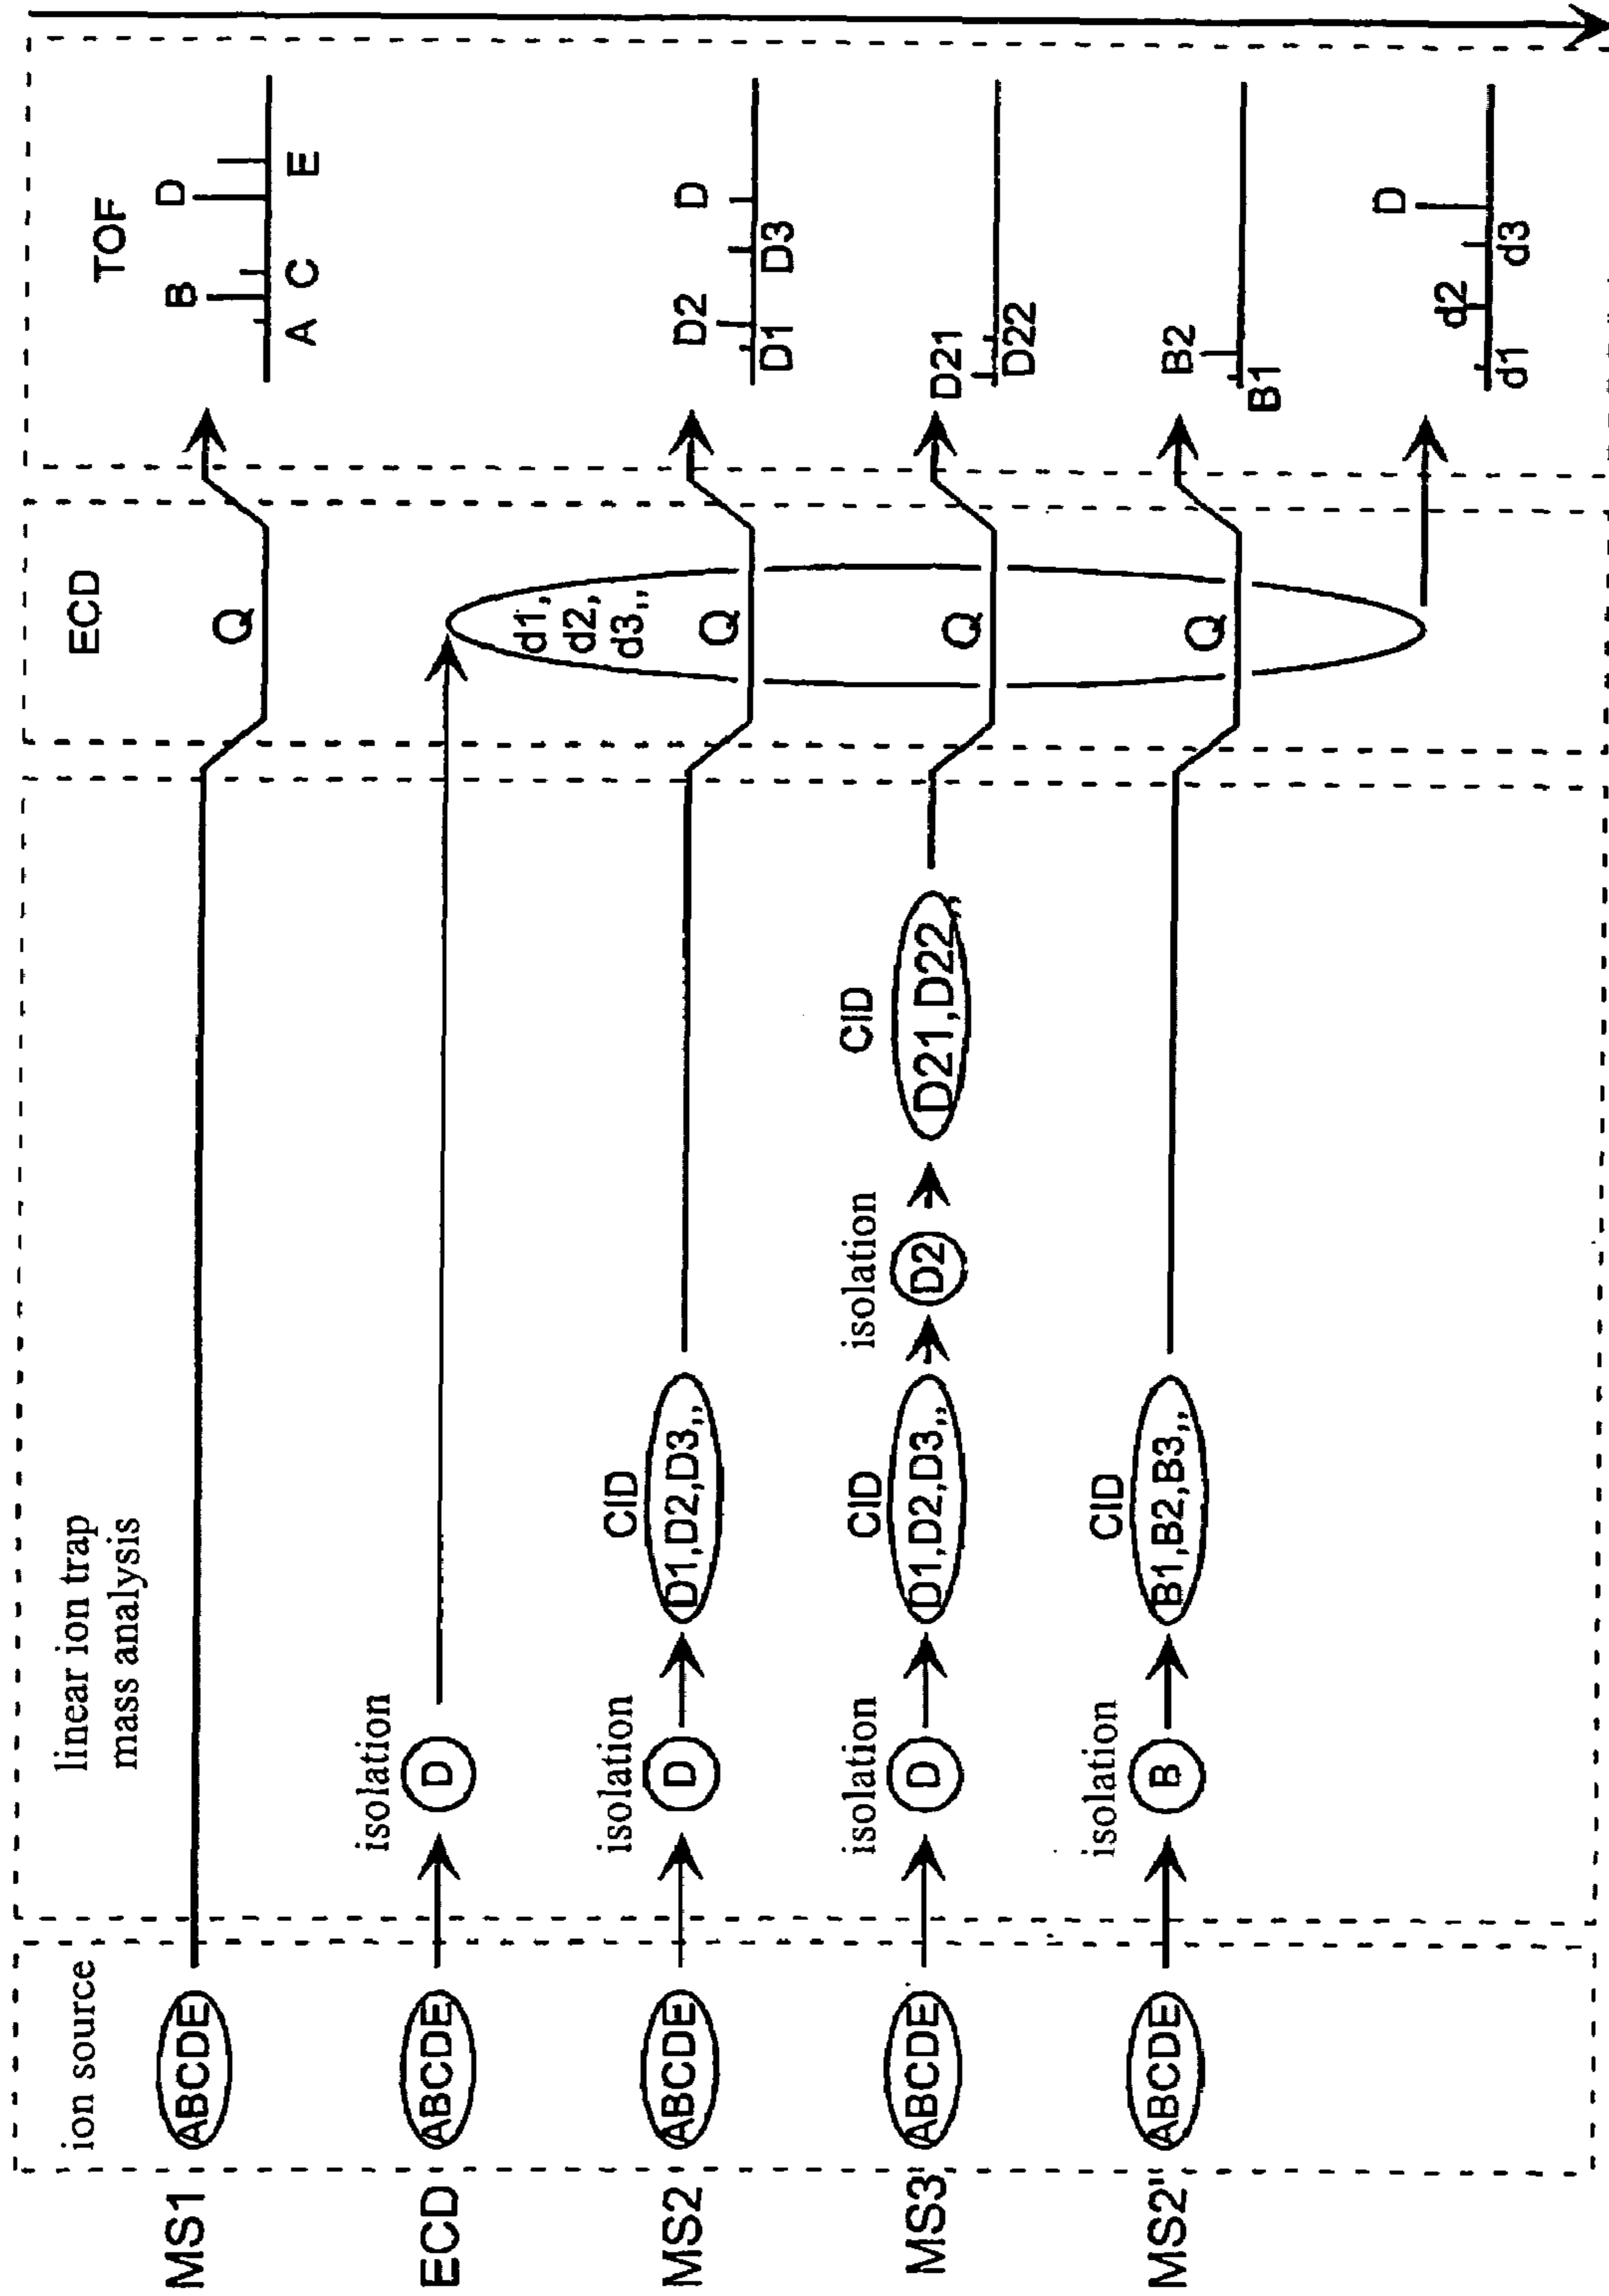 ion source
linear ion trap
mass analysis
ECD
TOF
MS1
ABCDE
Q
B
D
A
C
E
ECD
ABCDE
isolation
D
d1,
d2,
d3,,
MS2
ABCDE
isolation
D
CID
D1,D2,D3,,
Q
D2
D
D1
D3
MS3
ABCDE
isolation
D
CID
D1,D2,D3,,
isolation
D2
CID
D21,D22,,
Q
D21
D22
MS2"
ABCDE
isolation
B
CID
B1,B2,B3,,
Q
B2
B1
d2
D
d1
d3